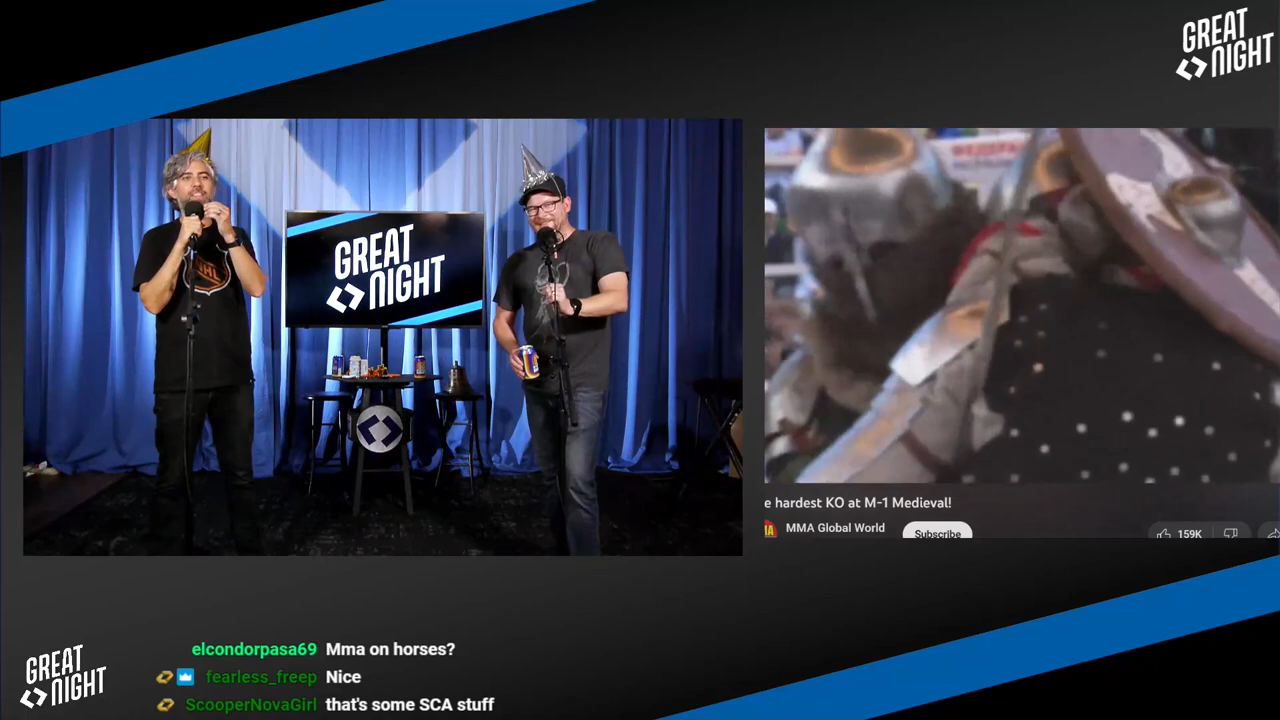 GREAT
NIGHT
GREAT
NIGHT
NHL
e hardest KO at M-1 Medieval!
MMA Global World
Subscribe
159K
elcondorpasa69 Mma on horses?
fearless_freep Nice
ScooperNovaGirl that's some SCA stuff
GREAT
NIGHT